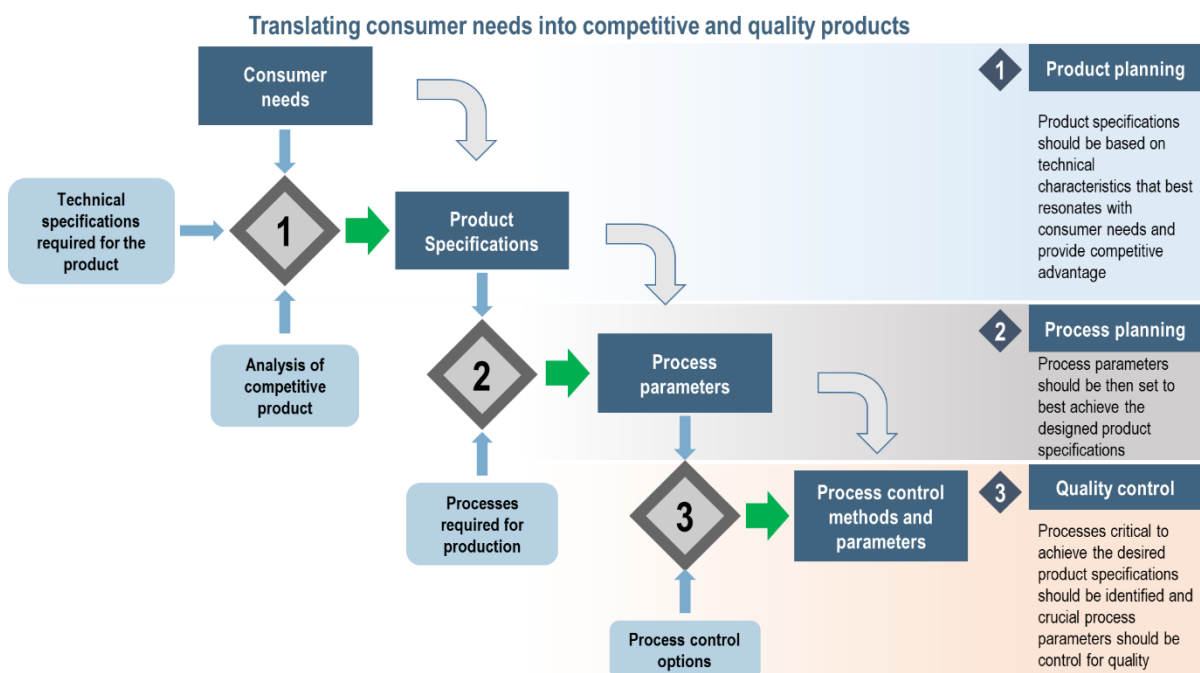 Translating consumer needs into competitive and quality products
Consumer
needs
Technical
specifications
required for the
product
1
Analysis of
competitive
product
Product
Specifications
2
Processes
required for
production
Process
parameters
3
Process control
options
Process control
methods and
parameters
1
Product planning
Product specifications
should be based on
technical
characteristics that best
resonates with
consumer needs and
provide competitive
advantage
2
Process planning
Process parameters
should be then set to
best achieve the
designed product
specifications
3
Quality control
Processes critical to
achieve the desired
product specifications
should be identified and
crucial process
parameters should be
control for quality